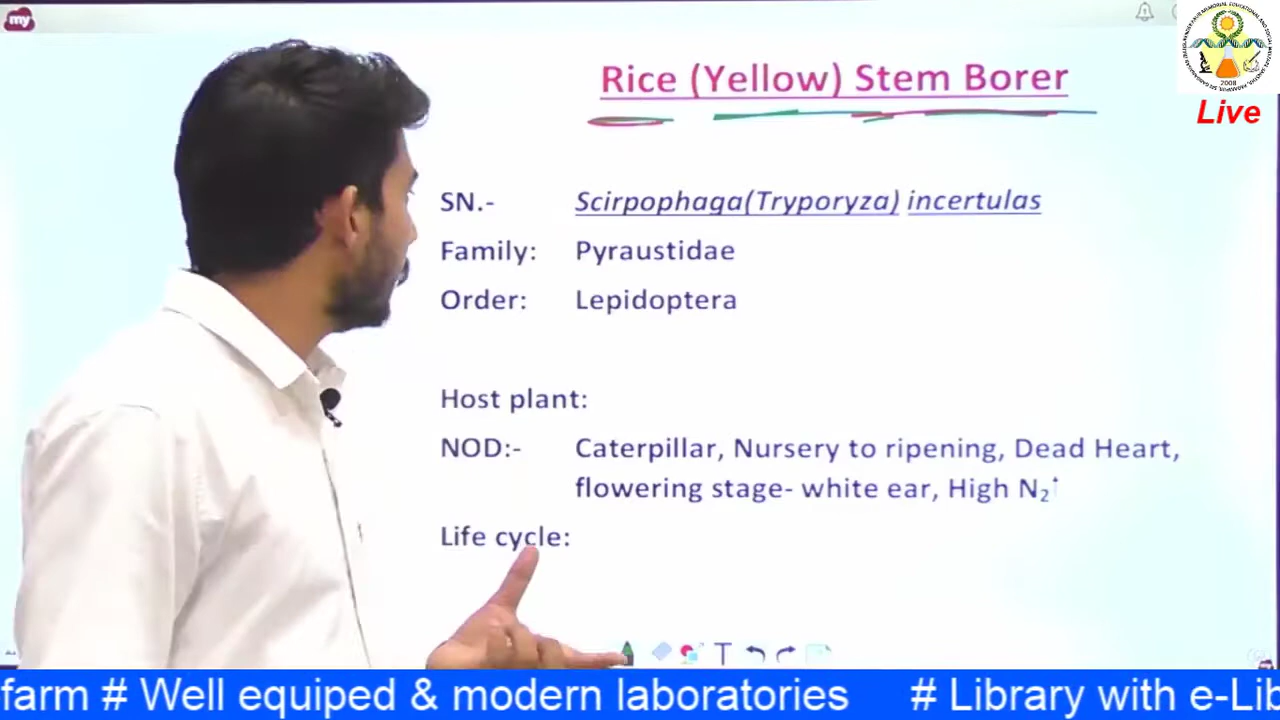 my
Rice (Yellow) Stem Borer
2008
Live
SN.- Scirpophaga(Tryporyza) incertulas
Family: Pyraustidae
Order: Lepidoptera
Host plant:
NOD:- Caterpillar, Nursery to ripening, Dead Heart,
flowering stage- white ear, High N₂
Life cycle:
T
farm # Well equiped & modern laboratories # Library with e-Lib